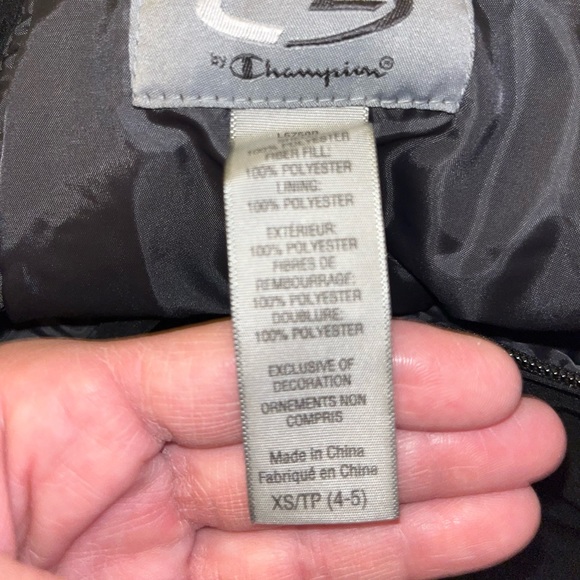 by Champion®
100% POLYESTER
FIBER FILL:
100% POLYESTER
LINING:
100% POLYESTER
EXTÉRIEUR:
100% POLYESTER
FIBRES DE
REMBOURRAGE:
100% POLYESTER
DOUBLURE:
100% POLYESTER
EXCLUSIVE OF
DECORATION
ORNEMENTS NON
COMPRIS
Made in China
Fabriqué en China
XS/TP (4-5)